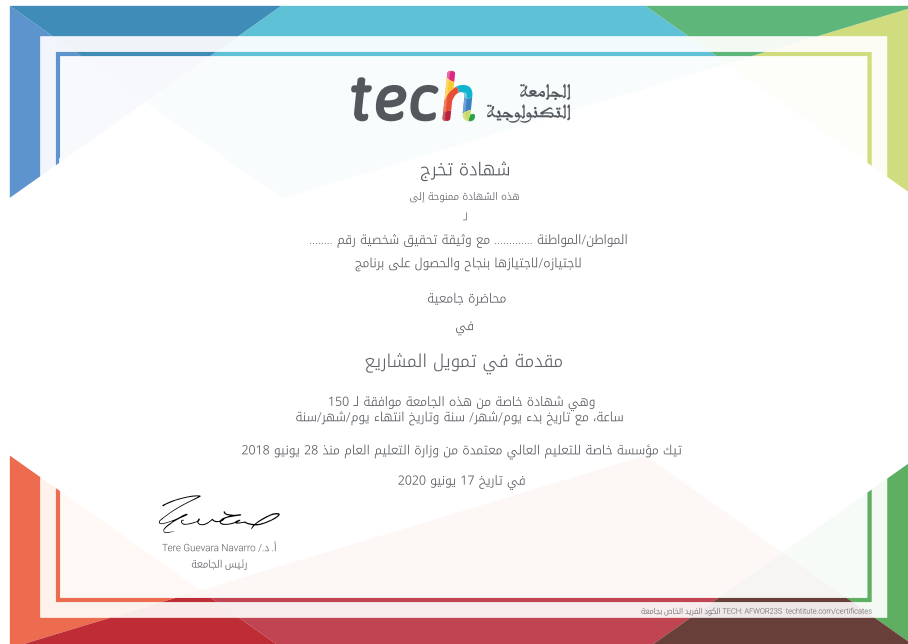 tech الجامعة
التكنولوجية
شهادة تخرج
هذه الشهادة ممنوحة إلى
لـ
المواطن/المواطنة ............ مع وثيقة تحقيق شخصية رقم ........
لاجتيازه/لاجتيازها بنجاح والحصول على برنامج
محاضرة جامعية
في
مقدمة في تمويل المشاريع
وهي شهادة خاصة من هذه الجامعة موافقة لـ 150
ساعة، مع تاريخ بدء يوم/شهر/ سنة وتاريخ انتهاء يوم/شهر/سنة
تيك مؤسسة خاصة للتعليم العالي معتمدة من وزارة التعليم العام منذ 28 يونيو 2018
في تاريخ 17 يونيو 2020
أ. د./ Tere Guevara Navarro
رئيس الجامعة
الكود الفريد الخاص بجامعة TECH: AFWOR23S techtitute.com/certificates